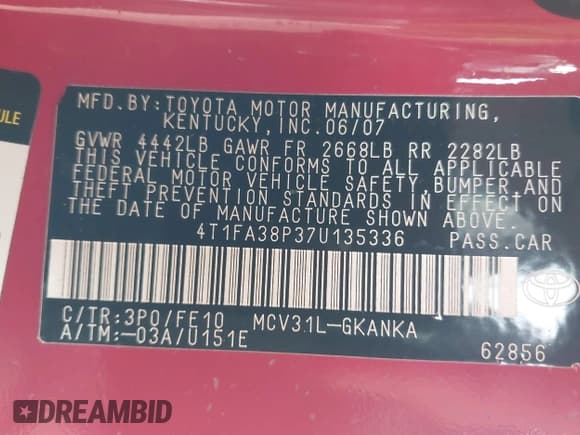 ULE
MFD.BY:TOYOTA MOTOR MANUFACTURING,
KENTUCKY, INC. 06/07
GVWR 4442LB GAWR FR 2668LB RR 2282LB
THIS VEHICLE CONFORMS TO ALL APPLICABLE
FEDERAL MOTOR VEHICLE SAFETY, BUMPER, AND
THEFT PREVENTION STANDARDS IN EFFECT ON
THE DATE OF MANUFACTURE SHOWN ABOVE.
4T1FA38P37U135336 PASS.CAR
C/TR:3P0/FE10 MCV31L-GKANKA
A/TM:-03A/U151E
62856
DREAMBID